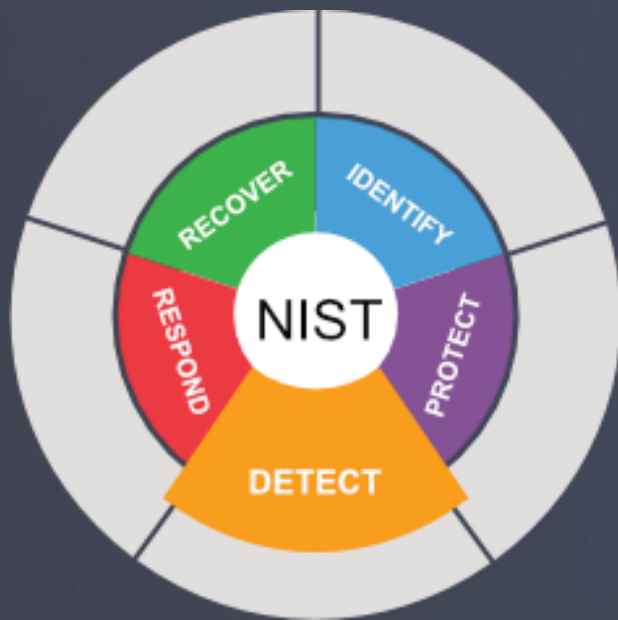 RECOVER
IDENTIFY
NIST
RESPOND
PROTECT
DETECT